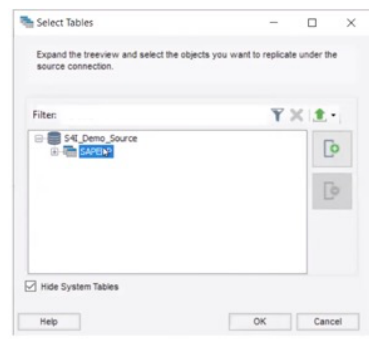 Select Tables
Expand the treeview and select the objects you want to replicate under the
source connection.
Filter:
S4I_Demo_Source
Hide System Tables
Help
OK
Cancel